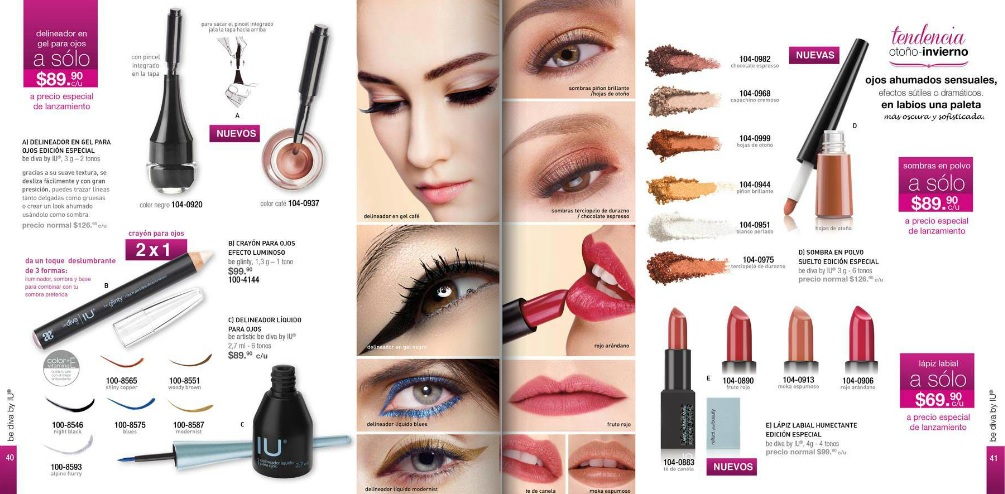 delineador en
gel para ojos
a sólo
$89.90 c/u
a precio especial
de lanzamiento
con pincel
integrado
en la tapa
para sacar el pincel integrado
jala la tapa hacia arriba
A
NUEVOS
A) DELINEADOR EN GEL PARA
OJOS EDICIÓN ESPECIAL
be diva by IU®, 3 g – 2 tonos
gracias a su suave textura, se
desliza fácilmente y con gran
presición, puedes trazar líneas
tanto delgadas como gruesas
o crear un look ahumado
usándolo como sombra.
precio normal $126.90 c/u
color negro 104-0920
color café 104-0937
crayón para ojos
2 x 1
da un toque deslumbrante
de 3 formas:
iluminador, sombra y base
para combinar con tu
sombra preferida
B
B) CRAYÓN PARA OJOS
EFECTO LUMINOSO
be glinty, 1,3 g – 1 tono
$99.90
100-4144
C) DELINEADOR LÍQUIDO
PARA OJOS
be artistic be diva by IU®
2,7 ml - 6 tonos
$89.90 c/u
100-8565
shiny copper
100-8551
woody brown
100-8546
night black
100-8575
blues
100-8587
modernist
100-8593
alpine flurry
C
IU®
be diva by IU®
40
delineador en gel café
delineador en gel negro
delineador líquido blues
delineador líquido modernist
sombras piñon brillante
/hojas de otoño
sombras terciopelo de durazno
/ chocolate espresso
rojo arándano
fruto rojo
te de canela
moka espumoso
104-0982
chocolate espresso
104-0968
capuchino cremoso
104-0999
hojas de otoño
104-0944
piñon brillante
104-0951
blanco perlado
104-0975
terciopelo de durazno
NUEVAS
D
hojas de otoño
tendencia
otoño-invierno
ojos ahumados sensuales,
efectos sútiles o dramáticos.
en labios una paleta
más oscura y sofisticada.
sombras en polvo
a sólo
$89.90 c/u
a precio especial
de lanzamiento
D) SOMBRA EN POLVO
SUELTO EDICIÓN ESPECIAL
be diva by IU® 3 g - 6 tonos
precio normal $126.90 c/u
E
104-0890
fruto rojo
104-0913
moka espumoso
104-0906
rojo arándano
104-0883
té de canela
NUEVOS
E) LÁPIZ LABIAL HUMECTANTE
EDICIÓN ESPECIAL
be diva by IU®, 4g - 4 tonos
precio normal $99.90 c/u
lápiz labial
a sólo
$69.90 c/u
a precio especial
de lanzamiento
be diva by IU®
41